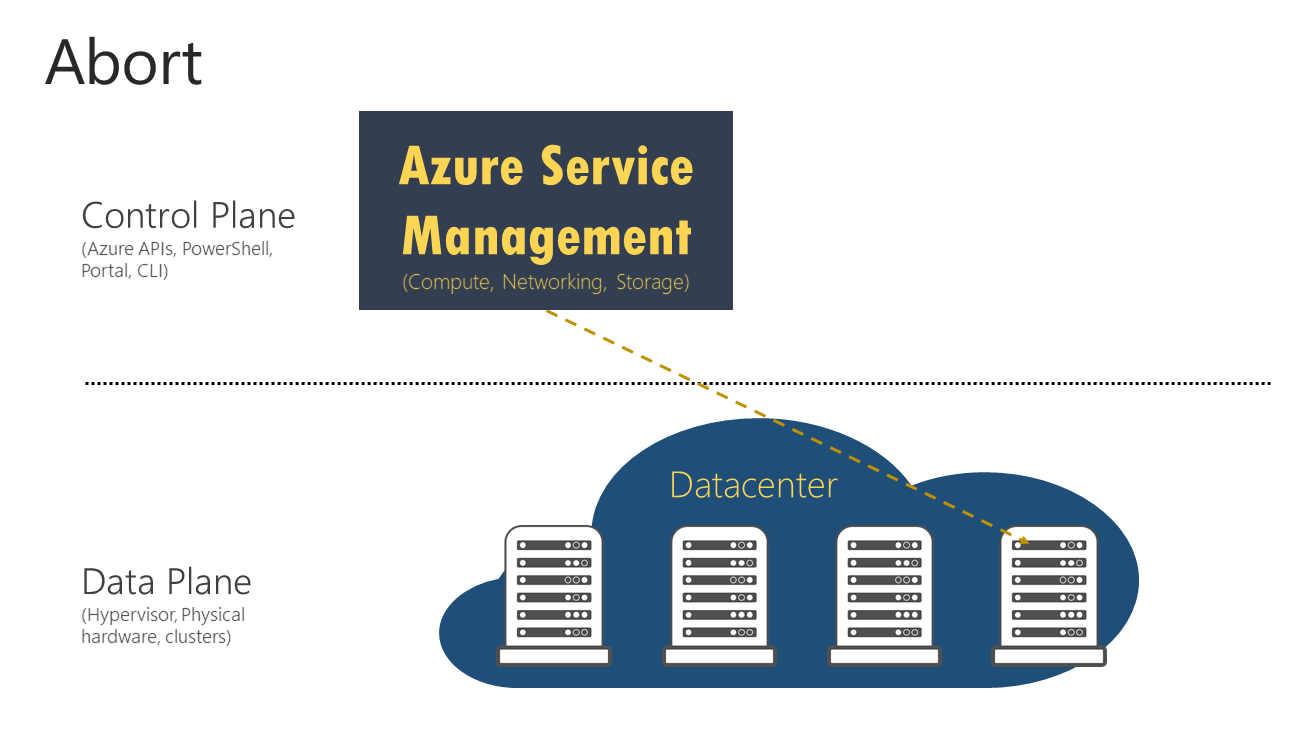 Abort
Azure Service
Management
(Compute, Networking, Storage)
Control Plane
(Azure APIs, PowerShell,
Portal, CLI)
Datacenter
Data Plane
(Hypervisor, Physical
hardware, clusters)